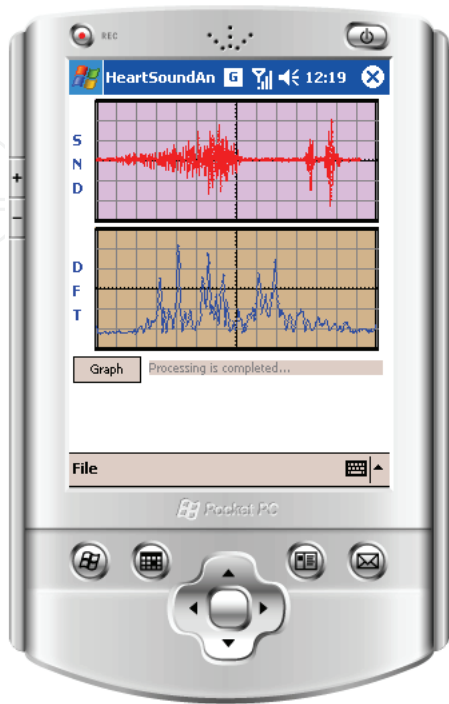 REC
HeartSoundAn G 12:19
S
N
D
D
F
T
Graph Processing is completed...
File
Pocket PC